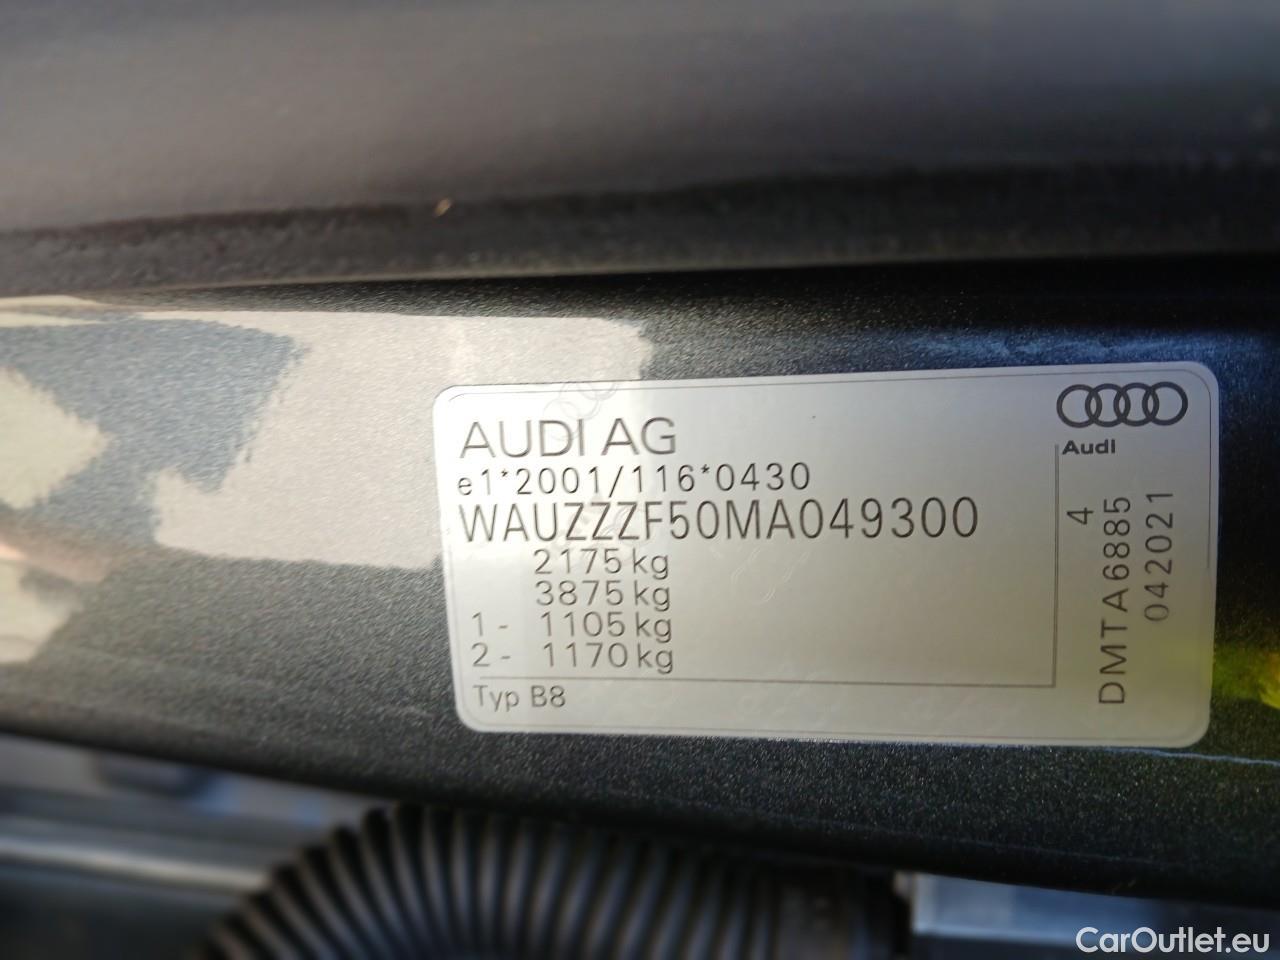 AUDI AG
e1*2001/116*0430
WAUZZZF50MA049300
2175 kg
3875 kg
1 - 1105 kg
2 - 1170 kg
Typ B8
Audi
4
DMTA6885
042021
CarOutlet.eu